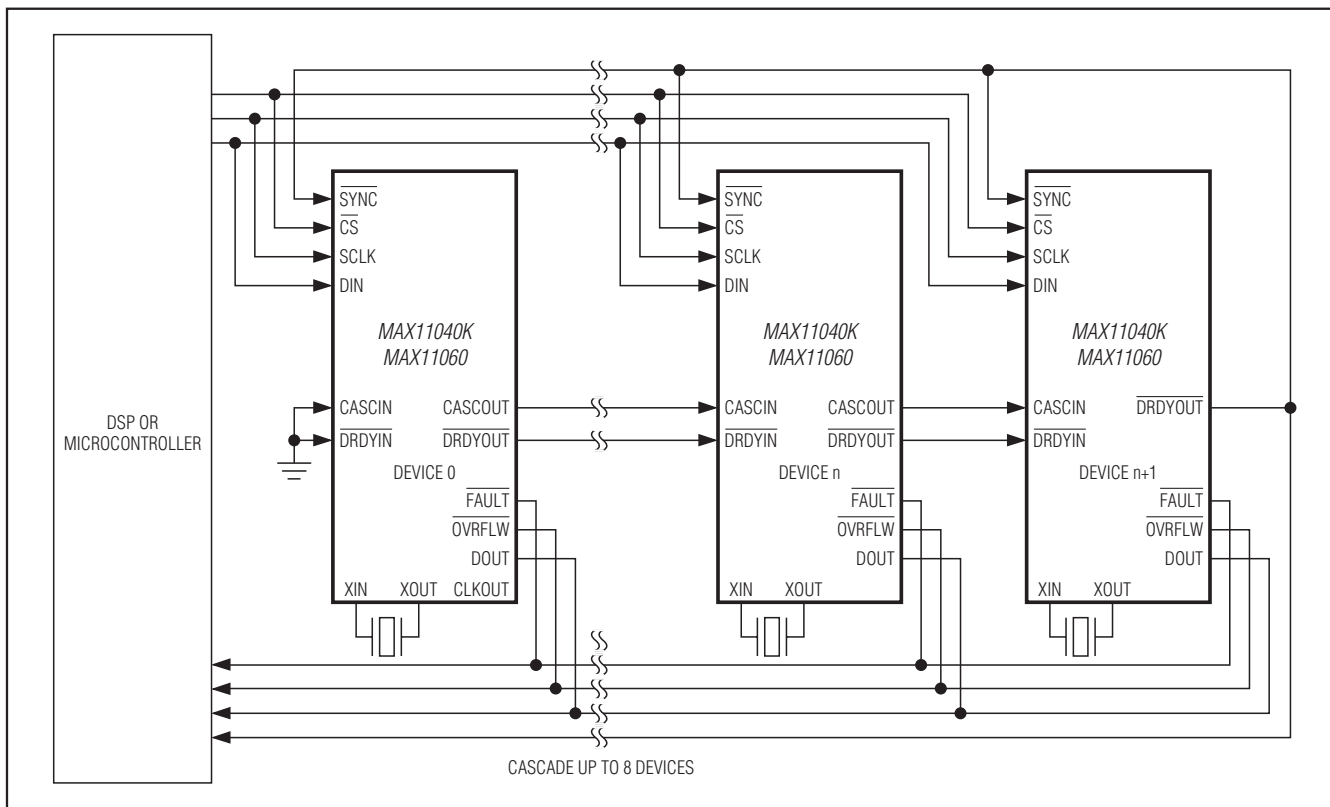 DSP OR
MICROCONTROLLER
SYNC
CS
SCLK
DIN
MAX11040K
MAX11060
CASCIN
CASCOUT
DRDYIN
DRDYOUT
DEVICE 0
FAULT
OVRFLW
DOUT
XIN
XOUT
CLKOUT
SYNC
CS
SCLK
DIN
MAX11040K
MAX11060
CASCIN
CASCOUT
DRDYIN
DRDYOUT
DEVICE n
FAULT
OVRFLW
DOUT
XIN
XOUT
SYNC
CS
SCLK
DIN
MAX11040K
MAX11060
CASCIN
DRDYOUT
DRDYIN
DEVICE n+1
FAULT
OVRFLW
DOUT
XIN
XOUT
CASCADE UP TO 8 DEVICES